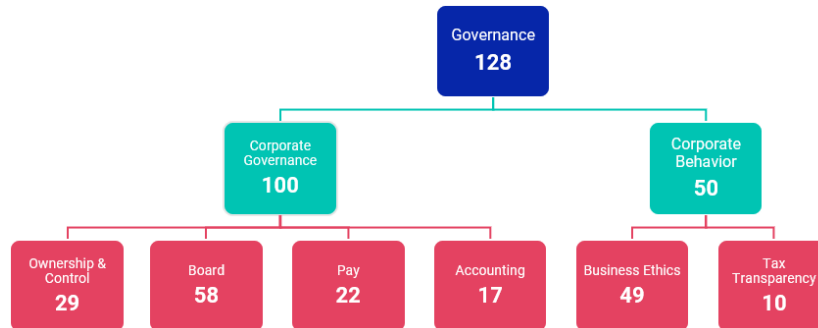 Governance
128
Corporate
Governance
100
Corporate
Behavior
50
Ownership &
Control
29
Board
58
Pay
22
Accounting
17
Business Ethics
49
Tax
Transparency
10